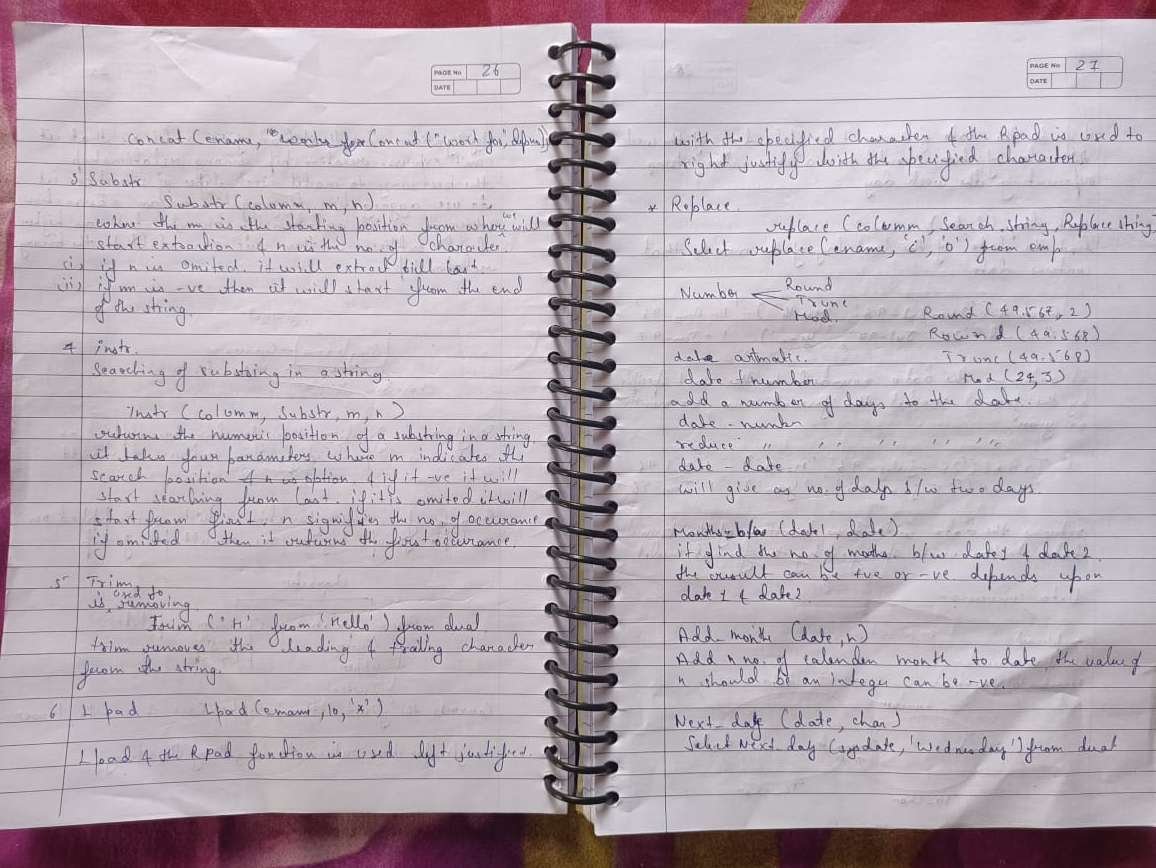 PAGE No 26
DATE
Concat (ename, Concat ("work for",
3 Substr
Substr (column, m, n)
where the m is the starting position from where we will
start extraction & n is the no. of character.
(i) if n is omited. it will extract till last
(ii) if m is -ve then it will start from the end
of the string.
4 instr.
Searching of substring in a string
Instr (column, substr, m, n)
returns the numeric position of a substring in a string
it takes four parameters where m indicates the
search position & if it -ve it will
start searching from last. if it is omited it will
start from first. n signifies the no. of occurance
if omited then it returns the first occurance.
5 Trim
is used to removing
Trim ('H' from 'Hello') from dual
trim removes the leading & trailing character
from the string.
6 L pad Lpad (emame, 10, '*')
Lpad & the Rpad function is used left justified.
PAGE No 27
DATE
with the specified character & the Rpad is used to
right justify with the specified character.
* Replace.
replace (column, Search String, Replace string)
Select replace (ename, 'c', 'D') from emp.
Number Round
Trunc
Mod. Round (49.567, 2)
Round (49.568)
date aritmatic. Trunc (49.568)
date + number Mod (24,3)
add a number of days to the date.
date - number
reduce " " " " " " "
date - date.
will give as no. of days b/w two days.
Months-b/w (date1, date)
it find the no. of months b/w date1 & date2.
the result can be +ve or -ve depends upon
date1 & date2
Add-month (date, n)
Add n no. of calenden month to date the value of
n should be an integer can be -ve.
Next-day (date, char)
Select Next day (sysdate, 'Wednesday') from dual